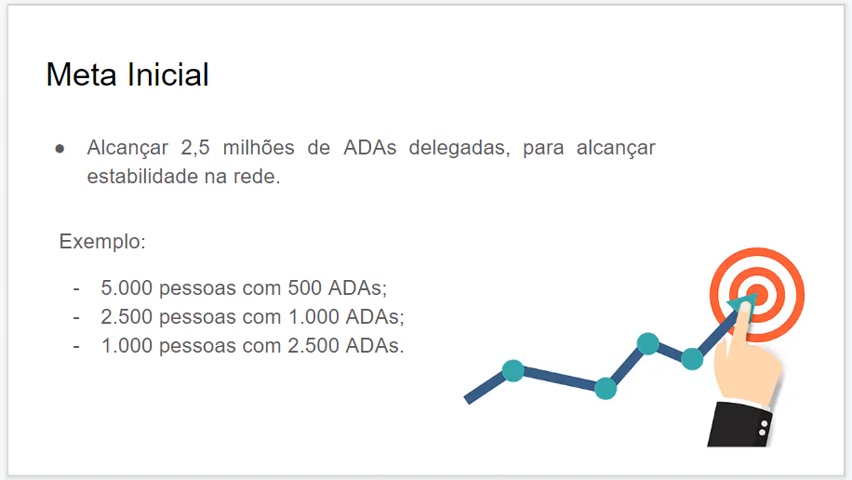 Meta Inicial
● Alcançar 2,5 milhões de ADAs delegadas, para alcançar
estabilidade na rede.
Exemplo:
- 5.000 pessoas com 500 ADAs;
- 2.500 pessoas com 1.000 ADAs;
- 1.000 pessoas com 2.500 ADAs.